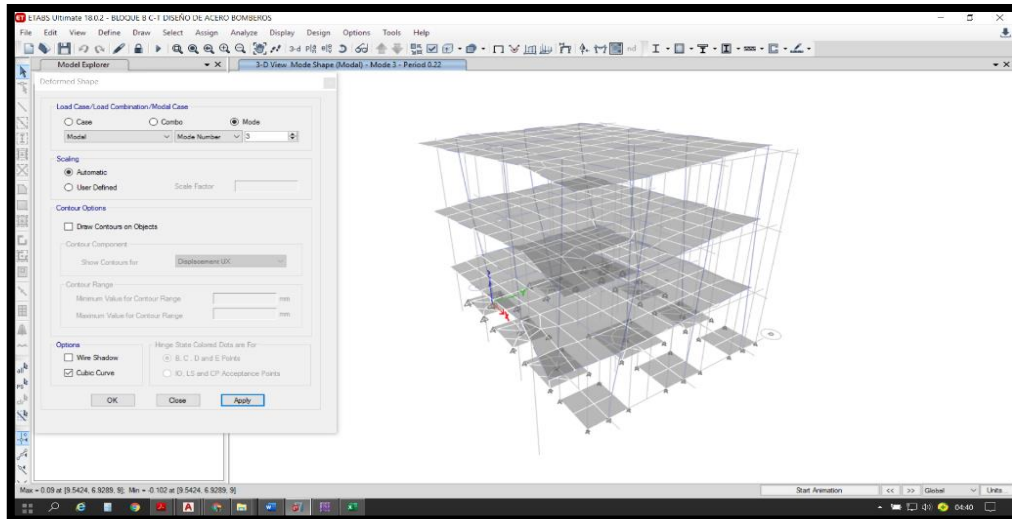 ETABS Ultimate 18.0.2 - BLOQUE B C-T DISEÑO DE ACERO BOMBEROS
File Edit View Define Draw Select Assign Analyze Display Design Options Tools Help
3-d
nd
Model Explorer
3-D View Mode Shape (Modal) - Mode 3 - Period 0.22
Deformed Shape
Load Case/Load Combination/Modal Case
Case Combo Mode
Modal Mode Number 3
Scaling
Automatic
User Defined Scale Factor
Contour Options
Draw Contours on Objects
Contour Component
Show Contours for Displacement UX
Contour Range
Minimum Value for Contour Range mm
Maximum Value for Contour Range mm
Options
Hinge State Colored Dots are For
Wire Shadow
B, C, D and E Points
Cubic Curve
IO, LS and CP Acceptance Points
OK Close Apply
Max = 0.09 at [9.5424, 6.9289, 9]; Min = -0.102 at [9.5424, 6.9289, 9]
Start Animation << >> Global Units
04:40